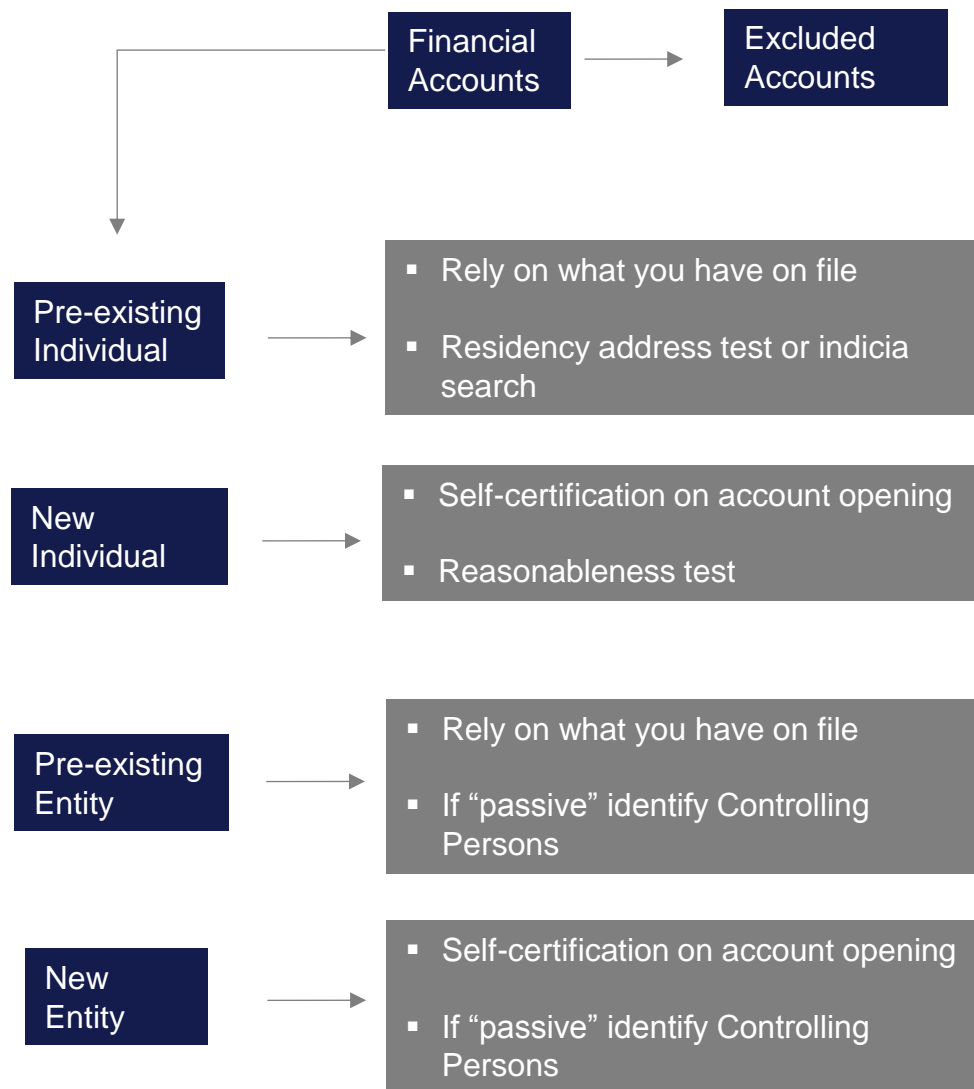 Financial
Accounts
Excluded
Accounts
Pre-existing
Individual
▪ Rely on what you have on file
▪ Residency address test or indicia
search
New
Individual
▪ Self-certification on account opening
▪ Reasonableness test
Pre-existing
Entity
▪ Rely on what you have on file
▪ If “passive” identify Controlling
Persons
New
Entity
▪ Self-certification on account opening
▪ If “passive” identify Controlling
Persons